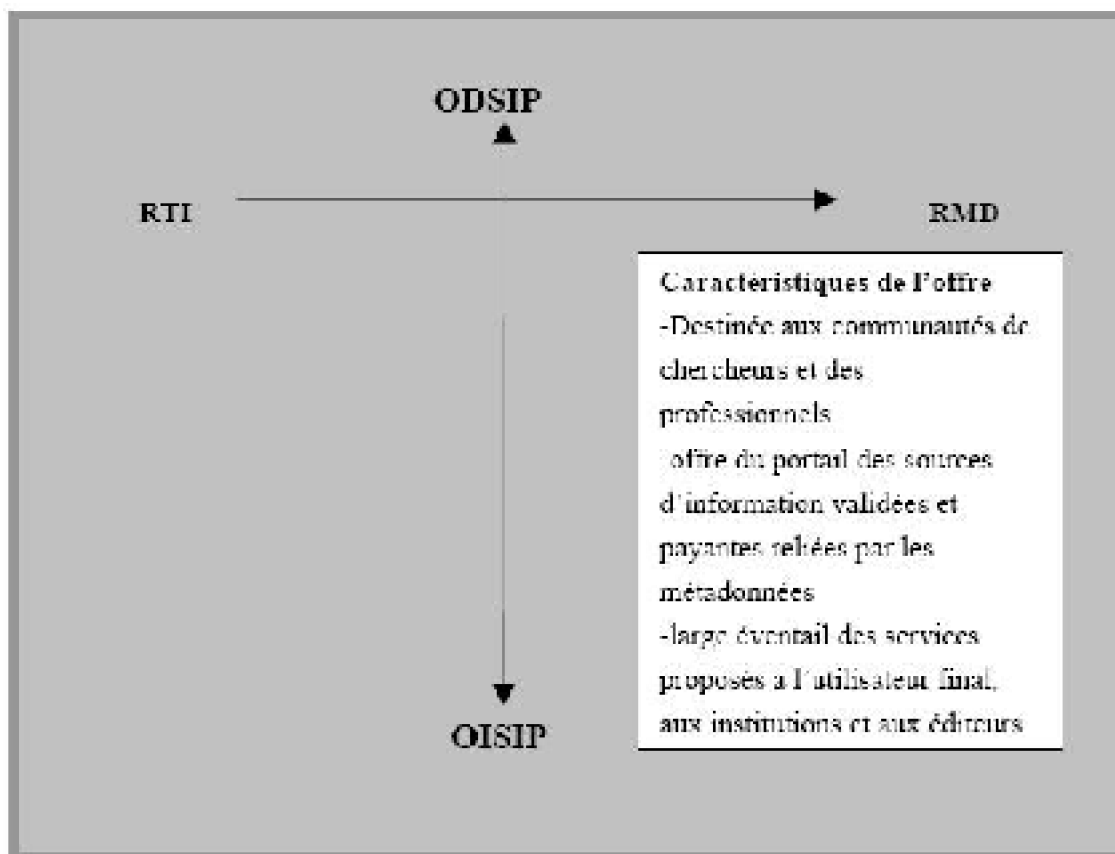 ODSIP
RTI
RMD
Caractéristiques de l'offre
-Destinée aux communautés de
chercheurs et des
professionnels
-offre du portail des sources
d'information validées et
payantes reliées par les
métadonnées
-large éventail des services
proposés a l'utilisateur final,
aux institutions et aux éditeurs
OISIP